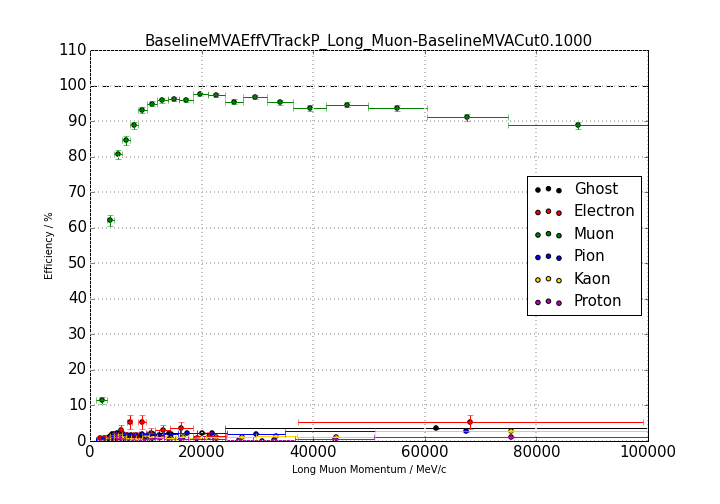 BaselineMVAEffVTrackP_Long_Muon-BaselineMVACut0.1000
110
100
90
80
70
60
50
40
30
20
10
0
Efficiency / %
Ghost
Electron
Muon
Pion
Kaon
Proton
0 20000 40000 60000 80000 100000
Long Muon Momentum / MeV/c